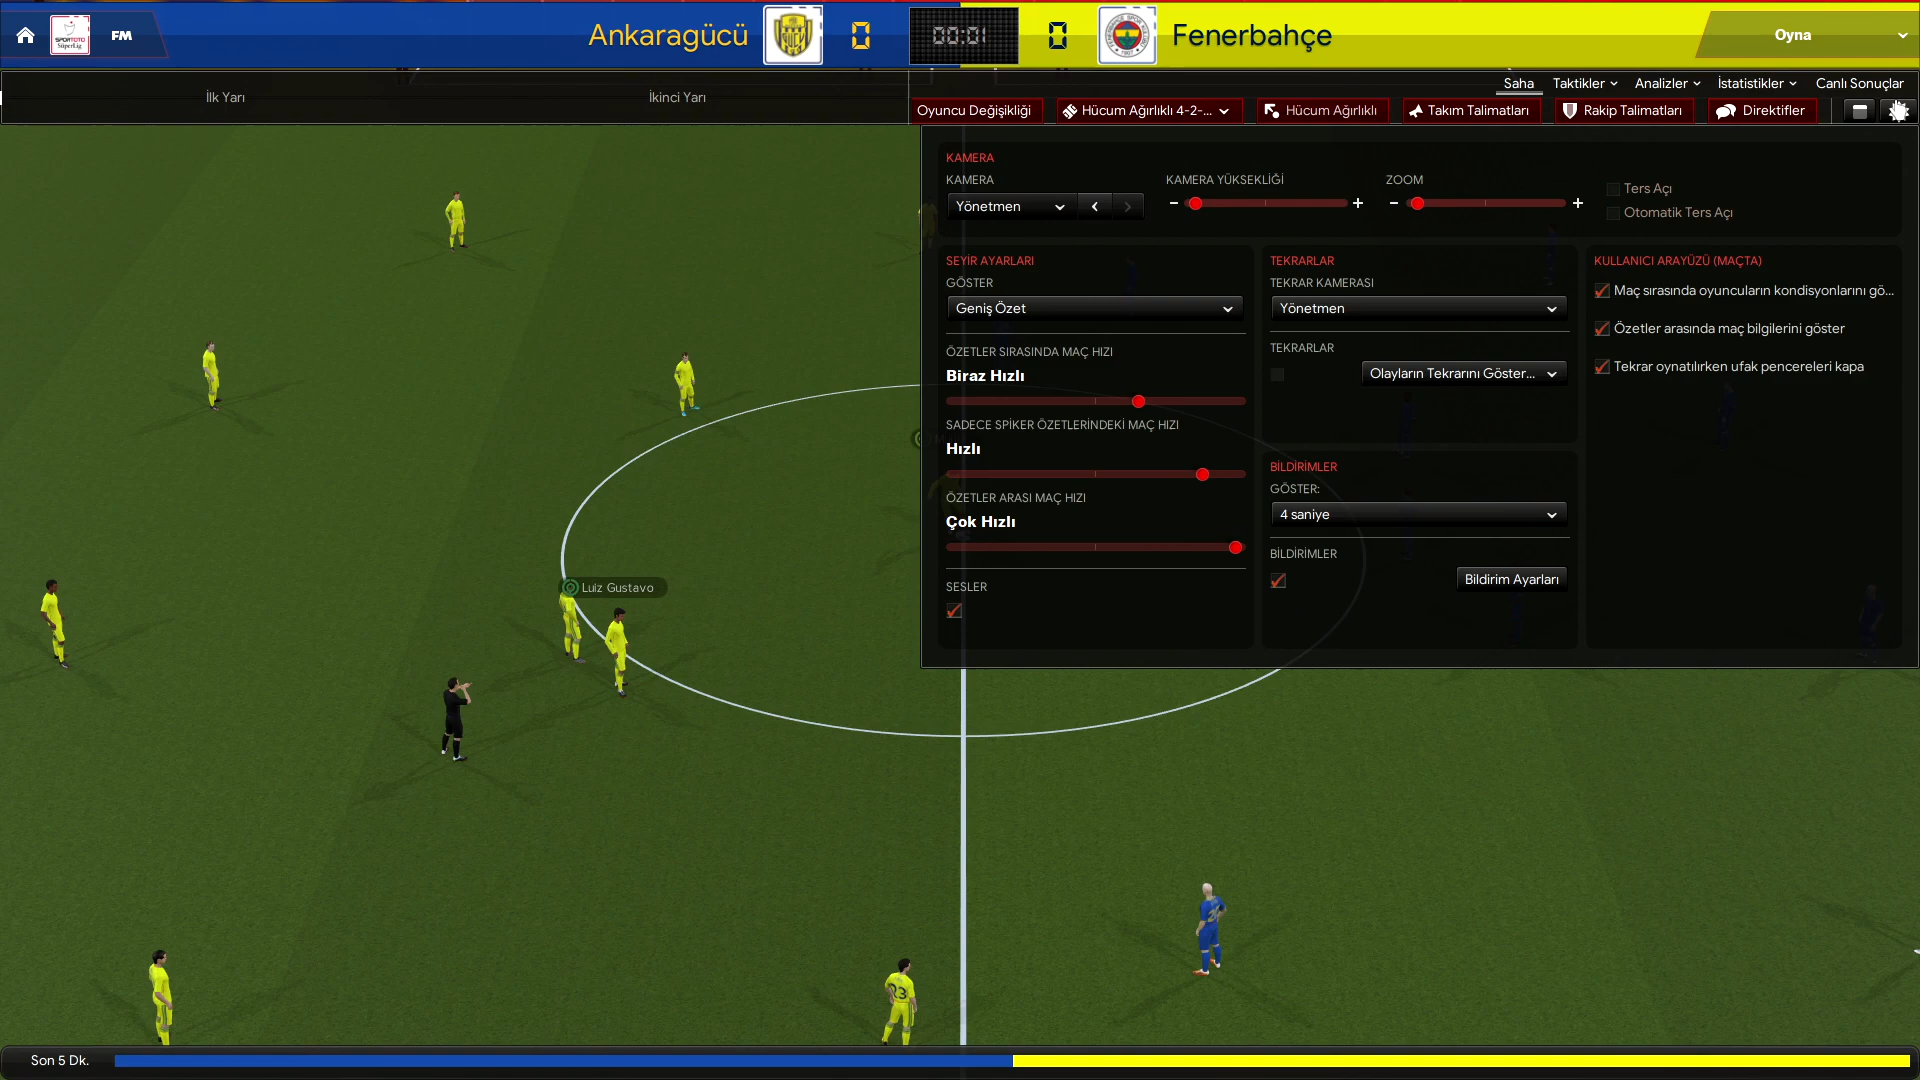 SPORTOTO
SüperLig
FM
Ankaragücü
0
00:01
0
Fenerbahçe
Oyna
İlk Yarı
İkinci Yarı
Saha
Taktikler
Analizler
İstatistikler
Canlı Sonuçlar
Oyuncu Değişikliği
Hücum Ağırlıklı 4-2-...
Hücum Ağırlıklı
Takım Talimatları
Rakip Talimatları
Direktifler
KAMERA
KAMERA
Yönetmen
KAMERA YÜKSEKLİĞİ
ZOOM
Ters Açı
Otomatik Ters Açı
SEYİR AYARLARI
GÖSTER
Geniş Özet
ÖZETLER SIRASINDA MAÇ HIZI
Biraz Hızlı
SADECE SPİKER ÖZETLERİNDEKİ MAÇ HIZI
Hızlı
ÖZETLER ARASI MAÇ HIZI
Çok Hızlı
SESLER
TEKRARLAR
TEKRAR KAMERASI
Yönetmen
TEKRARLAR
Olayların Tekrarını Göster...
BİLDİRİMLER
GÖSTER:
4 saniye
BİLDİRİMLER
Bildirim Ayarları
KULLANICI ARAYÜZÜ (MAÇTA)
Maç sırasında oyuncuların kondisyonlarını gö...
Özetler arasında maç bilgilerini göster
Tekrar oynatılırken ufak pencereleri kapa
Luiz Gustavo
23
Son 5 Dk.